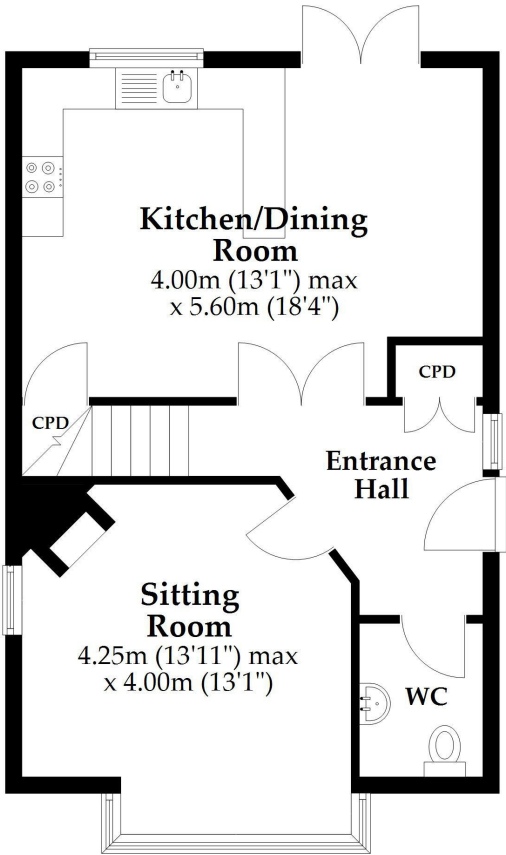 Kitchen/Dining
Room
4.00m (13'1") max
x 5.60m (18'4")
CPD
CPD
Entrance
Hall
Sitting
Room
4.25m (13'11") max
x 4.00m (13'1")
WC